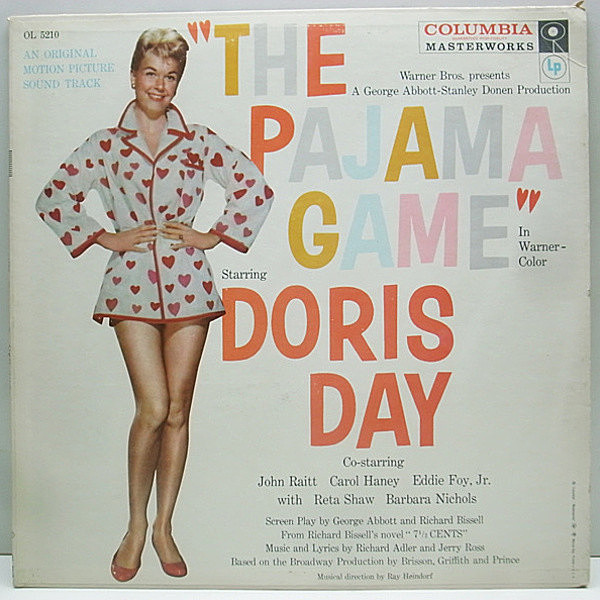 OL 5210
AN ORIGINAL
MOTION PICTURE
SOUND TRACK
COLUMBIA
MASTERWORKS
Lp
Warner Bros. presents
A George Abbott-Stanley Donen Production
"THE
PAJAMA
GAME"
In
Warner-
Color
Starring
DORIS
DAY
Co-starring
John Raitt Carol Haney Eddie Foy, Jr.
with Reta Shaw Barbara Nichols
Screen Play by George Abbott and Richard Bissell
From Richard Bissell's novel "7½ CENTS"
Music and Lyrics by Richard Adler and Jerry Ross
Based on the Broadway Production by Brisson, Griffith and Prince
Musical direction by Ray Heindorf